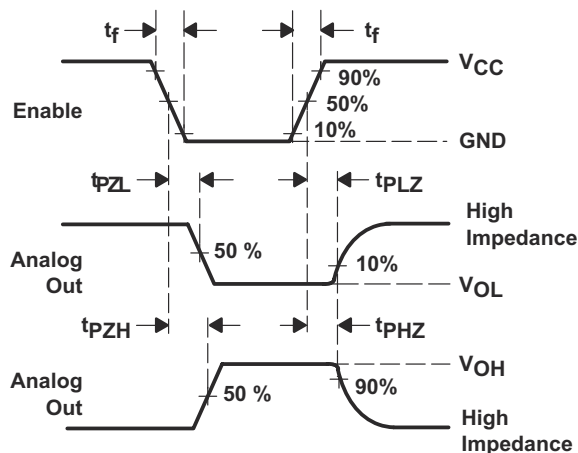 tf
tf
VCC
90%
50%
10%
Enable
GND
tPZL
tPLZ
High
Impedance
50 %
10%
Analog
Out
VOL
tPZH
tPHZ
VOH
50 %
90%
Analog
Out
High
Impedance